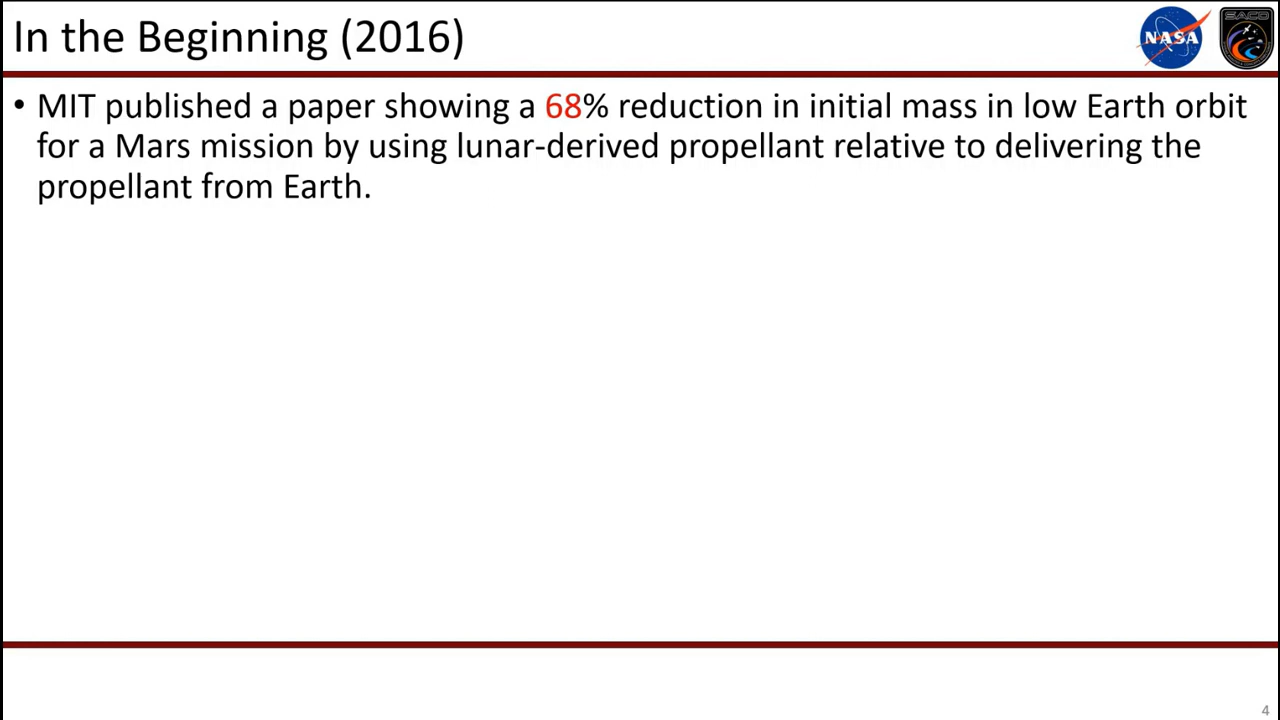 In the Beginning (2016)
NASA
SACO
• MIT published a paper showing a 68% reduction in initial mass in low Earth orbit
for a Mars mission by using lunar-derived propellant relative to delivering the
propellant from Earth.
4